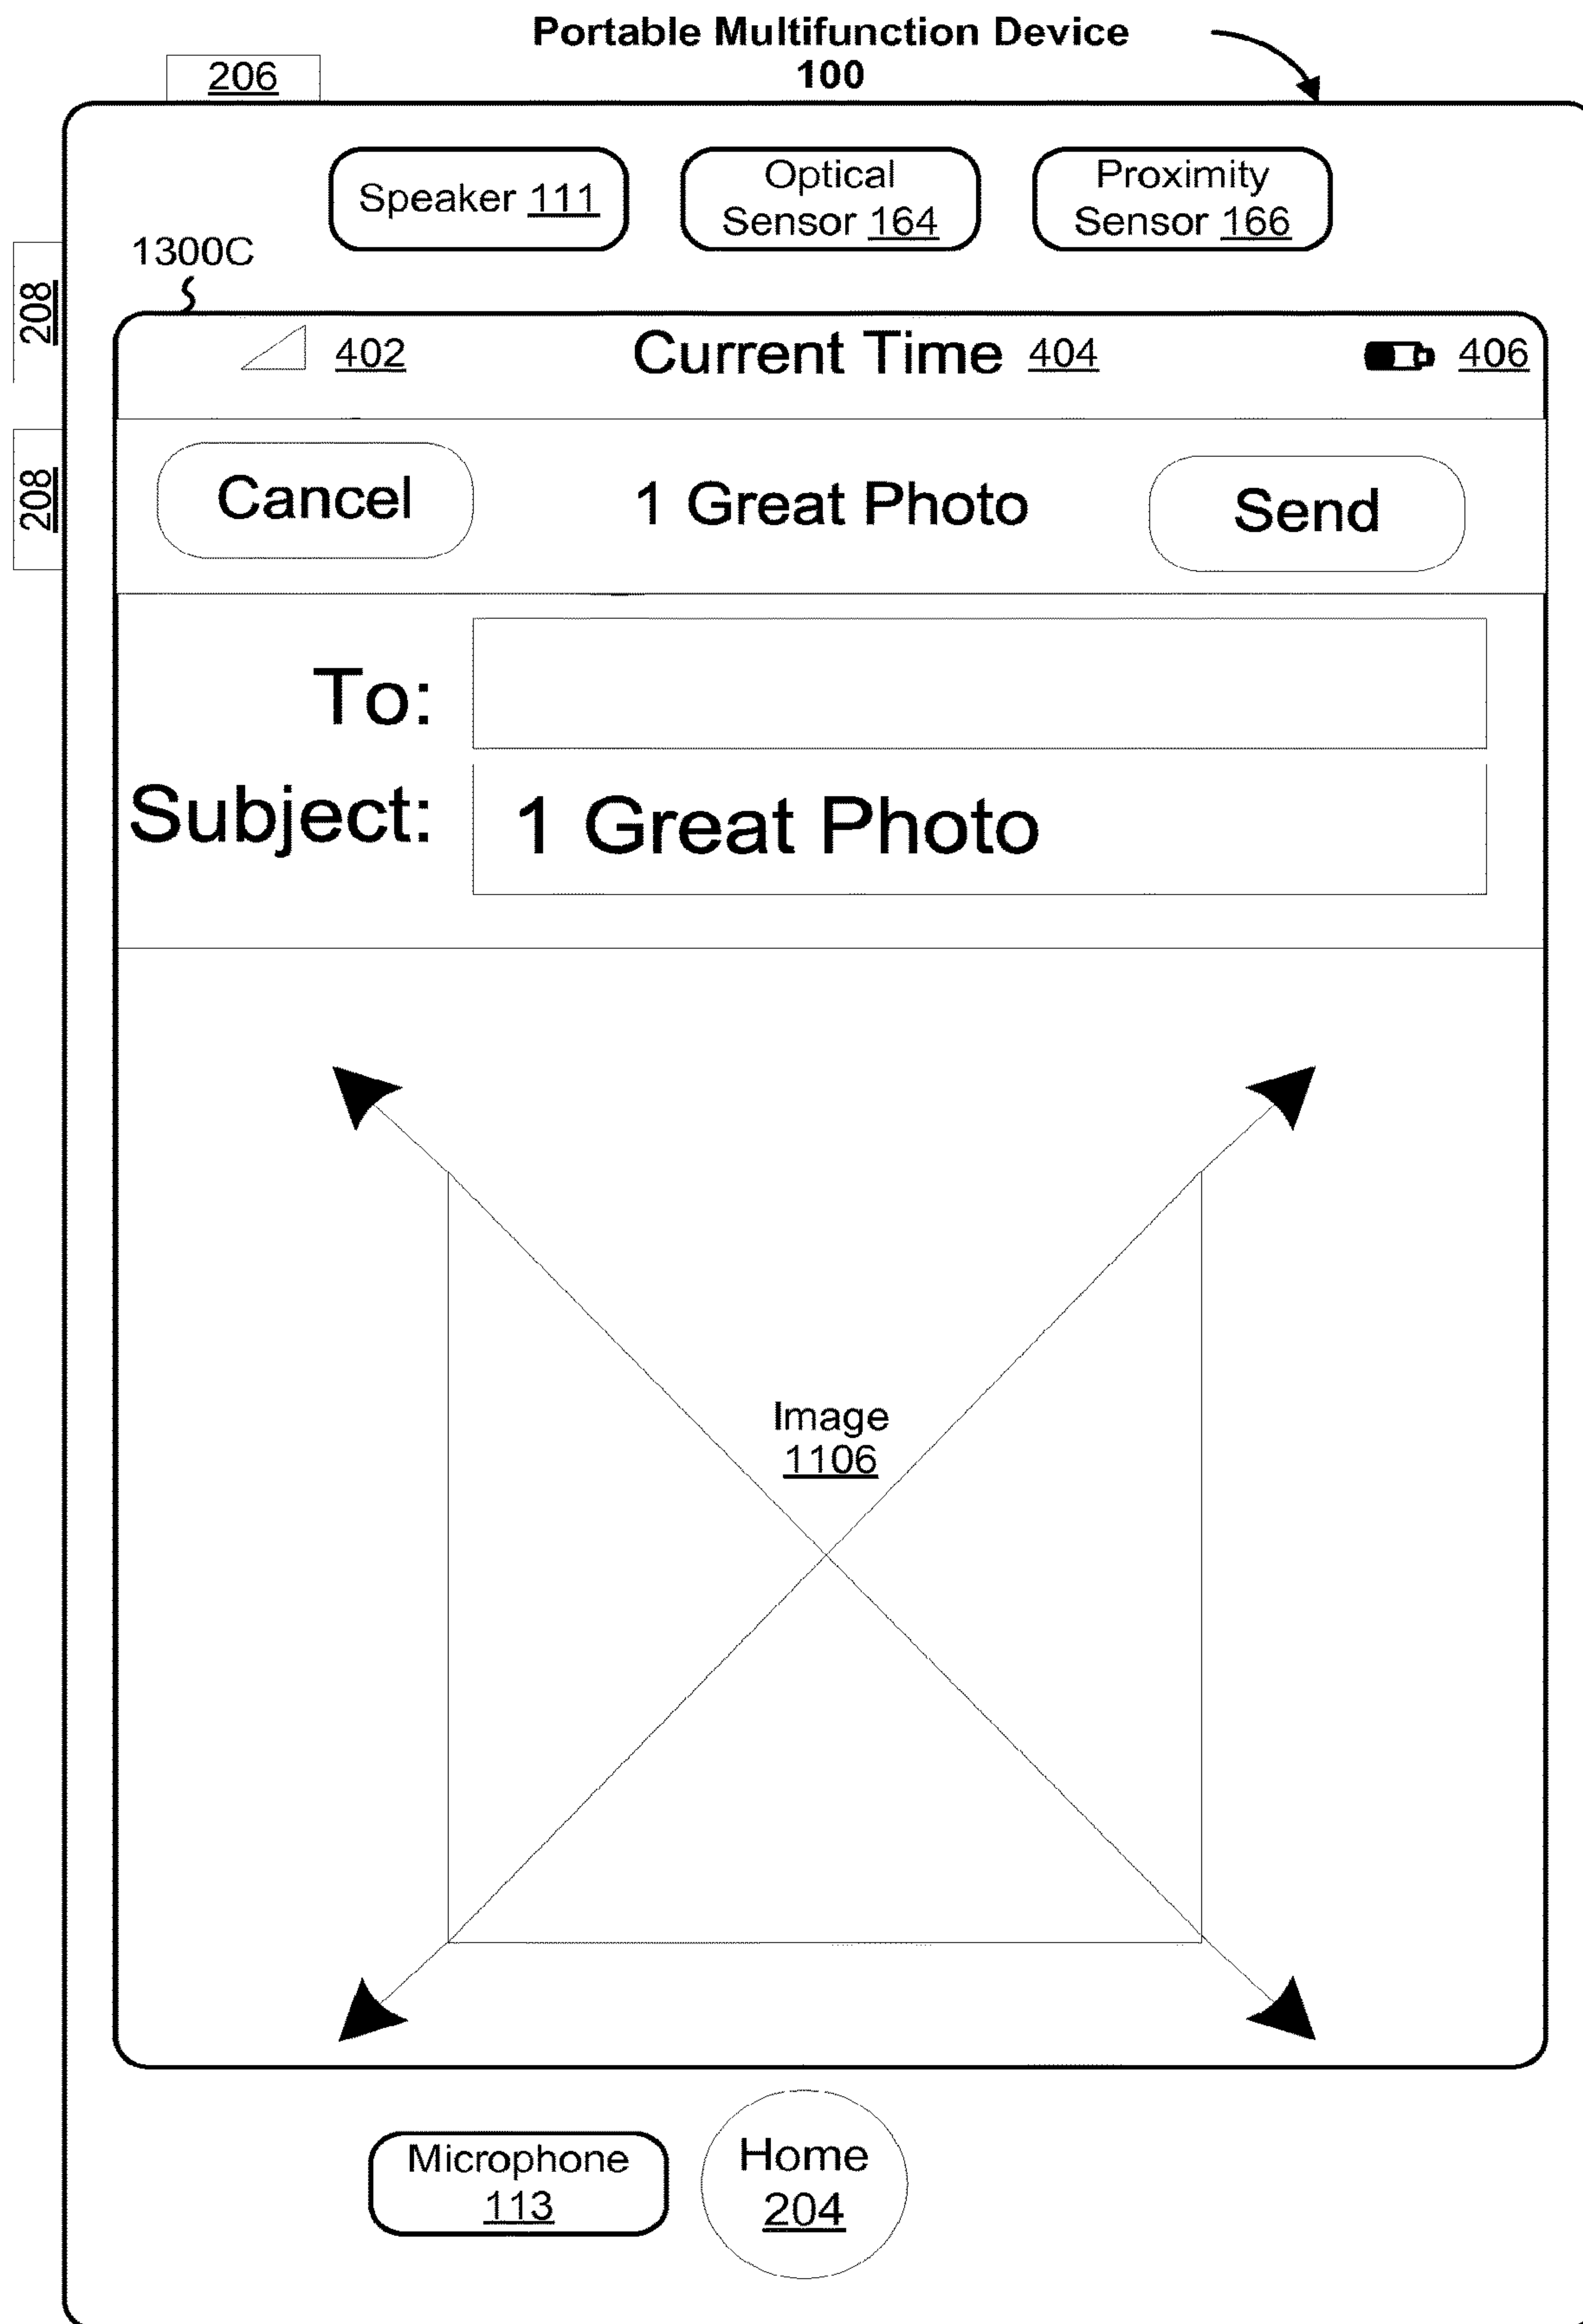 Portable Multifunction Device
100
206
Speaker 111
Optical
Sensor 164
Proximity
Sensor 166
1300C
208
208
402
Current Time 404
406
Cancel
1 Great Photo
Send
To:
Subject:
1 Great Photo
Image
1106
Microphone
113
Home
204